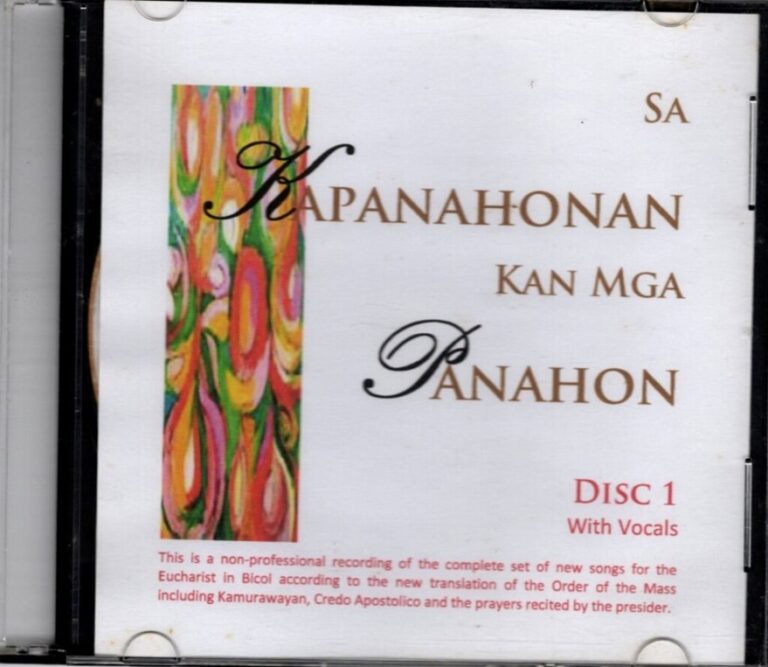 Sa
Kapanahonan
Kan Mga
Panahon
Disc 1
With Vocals
This is a non-professional recording of the complete set of new songs for the
Eucharist in Bicol according to the new translation of the Order of the Mass
including Kamurawayan, Credo Apostolico and the prayers recited by the presider.